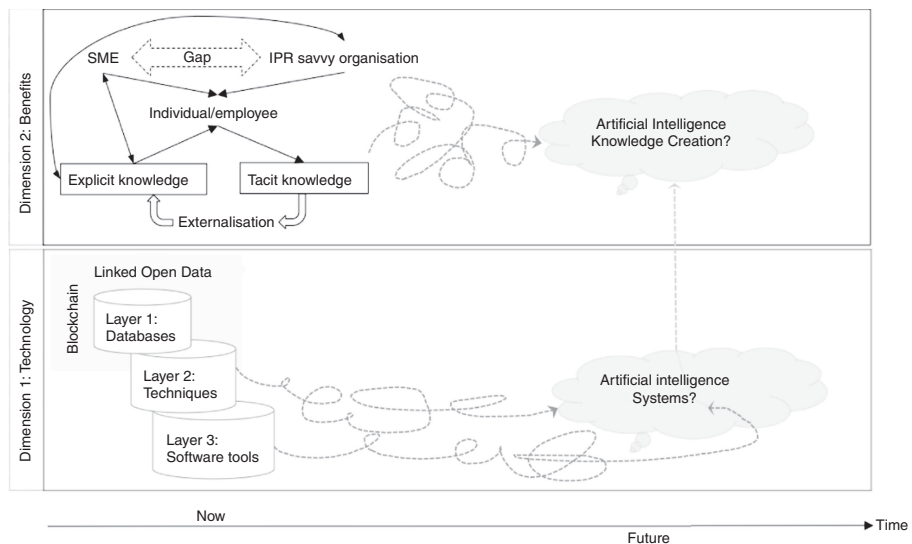 Dimension 2: Benefits
SME
Gap
IPR savvy organisation
Individual/employee
Explicit knowledge
Tacit knowledge
Externalisation
Artificial Intelligence
Knowledge Creation?
Dimension 1: Technology
Linked Open Data
Blockchain
Layer 1:
Databases
Layer 2:
Techniques
Layer 3:
Software tools
Artificial intelligence
Systems?
Now
Future
Time